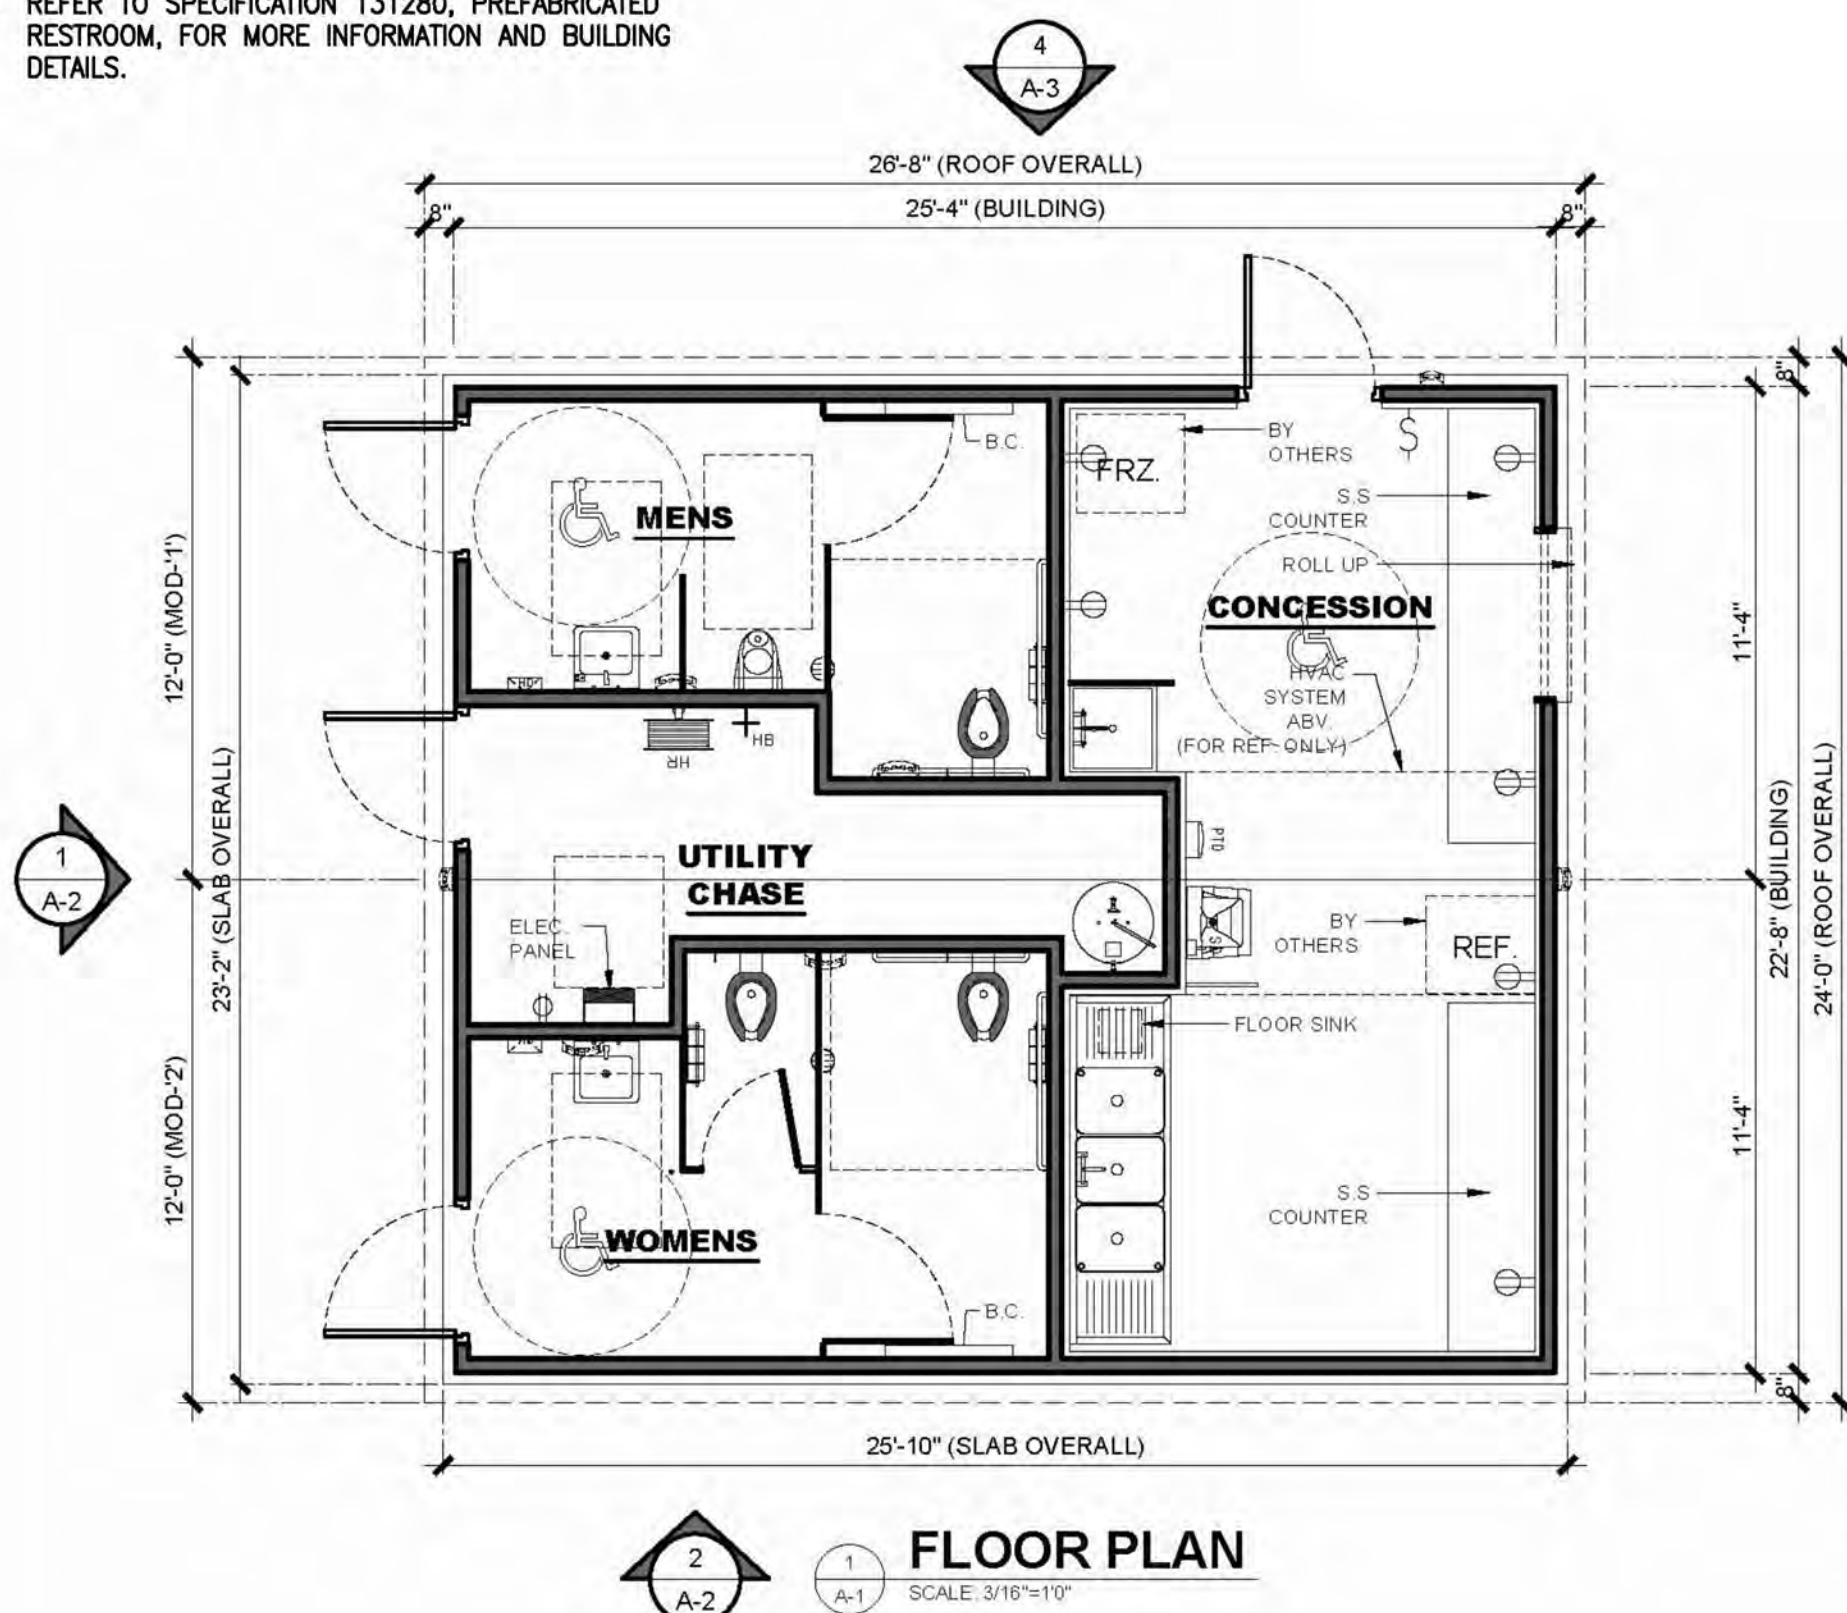 REFER TO SPECIFICATION 131280, PREFABRICATED
RESTROOM, FOR MORE INFORMATION AND BUILDING
DETAILS.
4
A-3
26'-8" (ROOF OVERALL)
8"
25'-4" (BUILDING)
8"
8"
B.C.
BY
OTHERS
S
FRZ.
S.S
COUNTER
MENS
ROLL UP
CONCESSION
12'-0" (MOD-'1')
11'-4"
HD
HVAC
SYSTEM
ABV.
(FOR REF. ONLY)
HB
HR
23'-2" (SLAB OVERALL)
22'-8" (BUILDING)
24'-0" (ROOF OVERALL)
PTD
UTILITY
CHASE
1
A-2
ELEC.
PANEL
BY
OTHERS
REF.
FLOOR SINK
12'-0" (MOD-'2')
11'-4"
S.S
COUNTER
WOMENS
B.C.
8"
25'-10" (SLAB OVERALL)
2
A-2
1
A-1
FLOOR PLAN
SCALE: 3/16"=1'0"